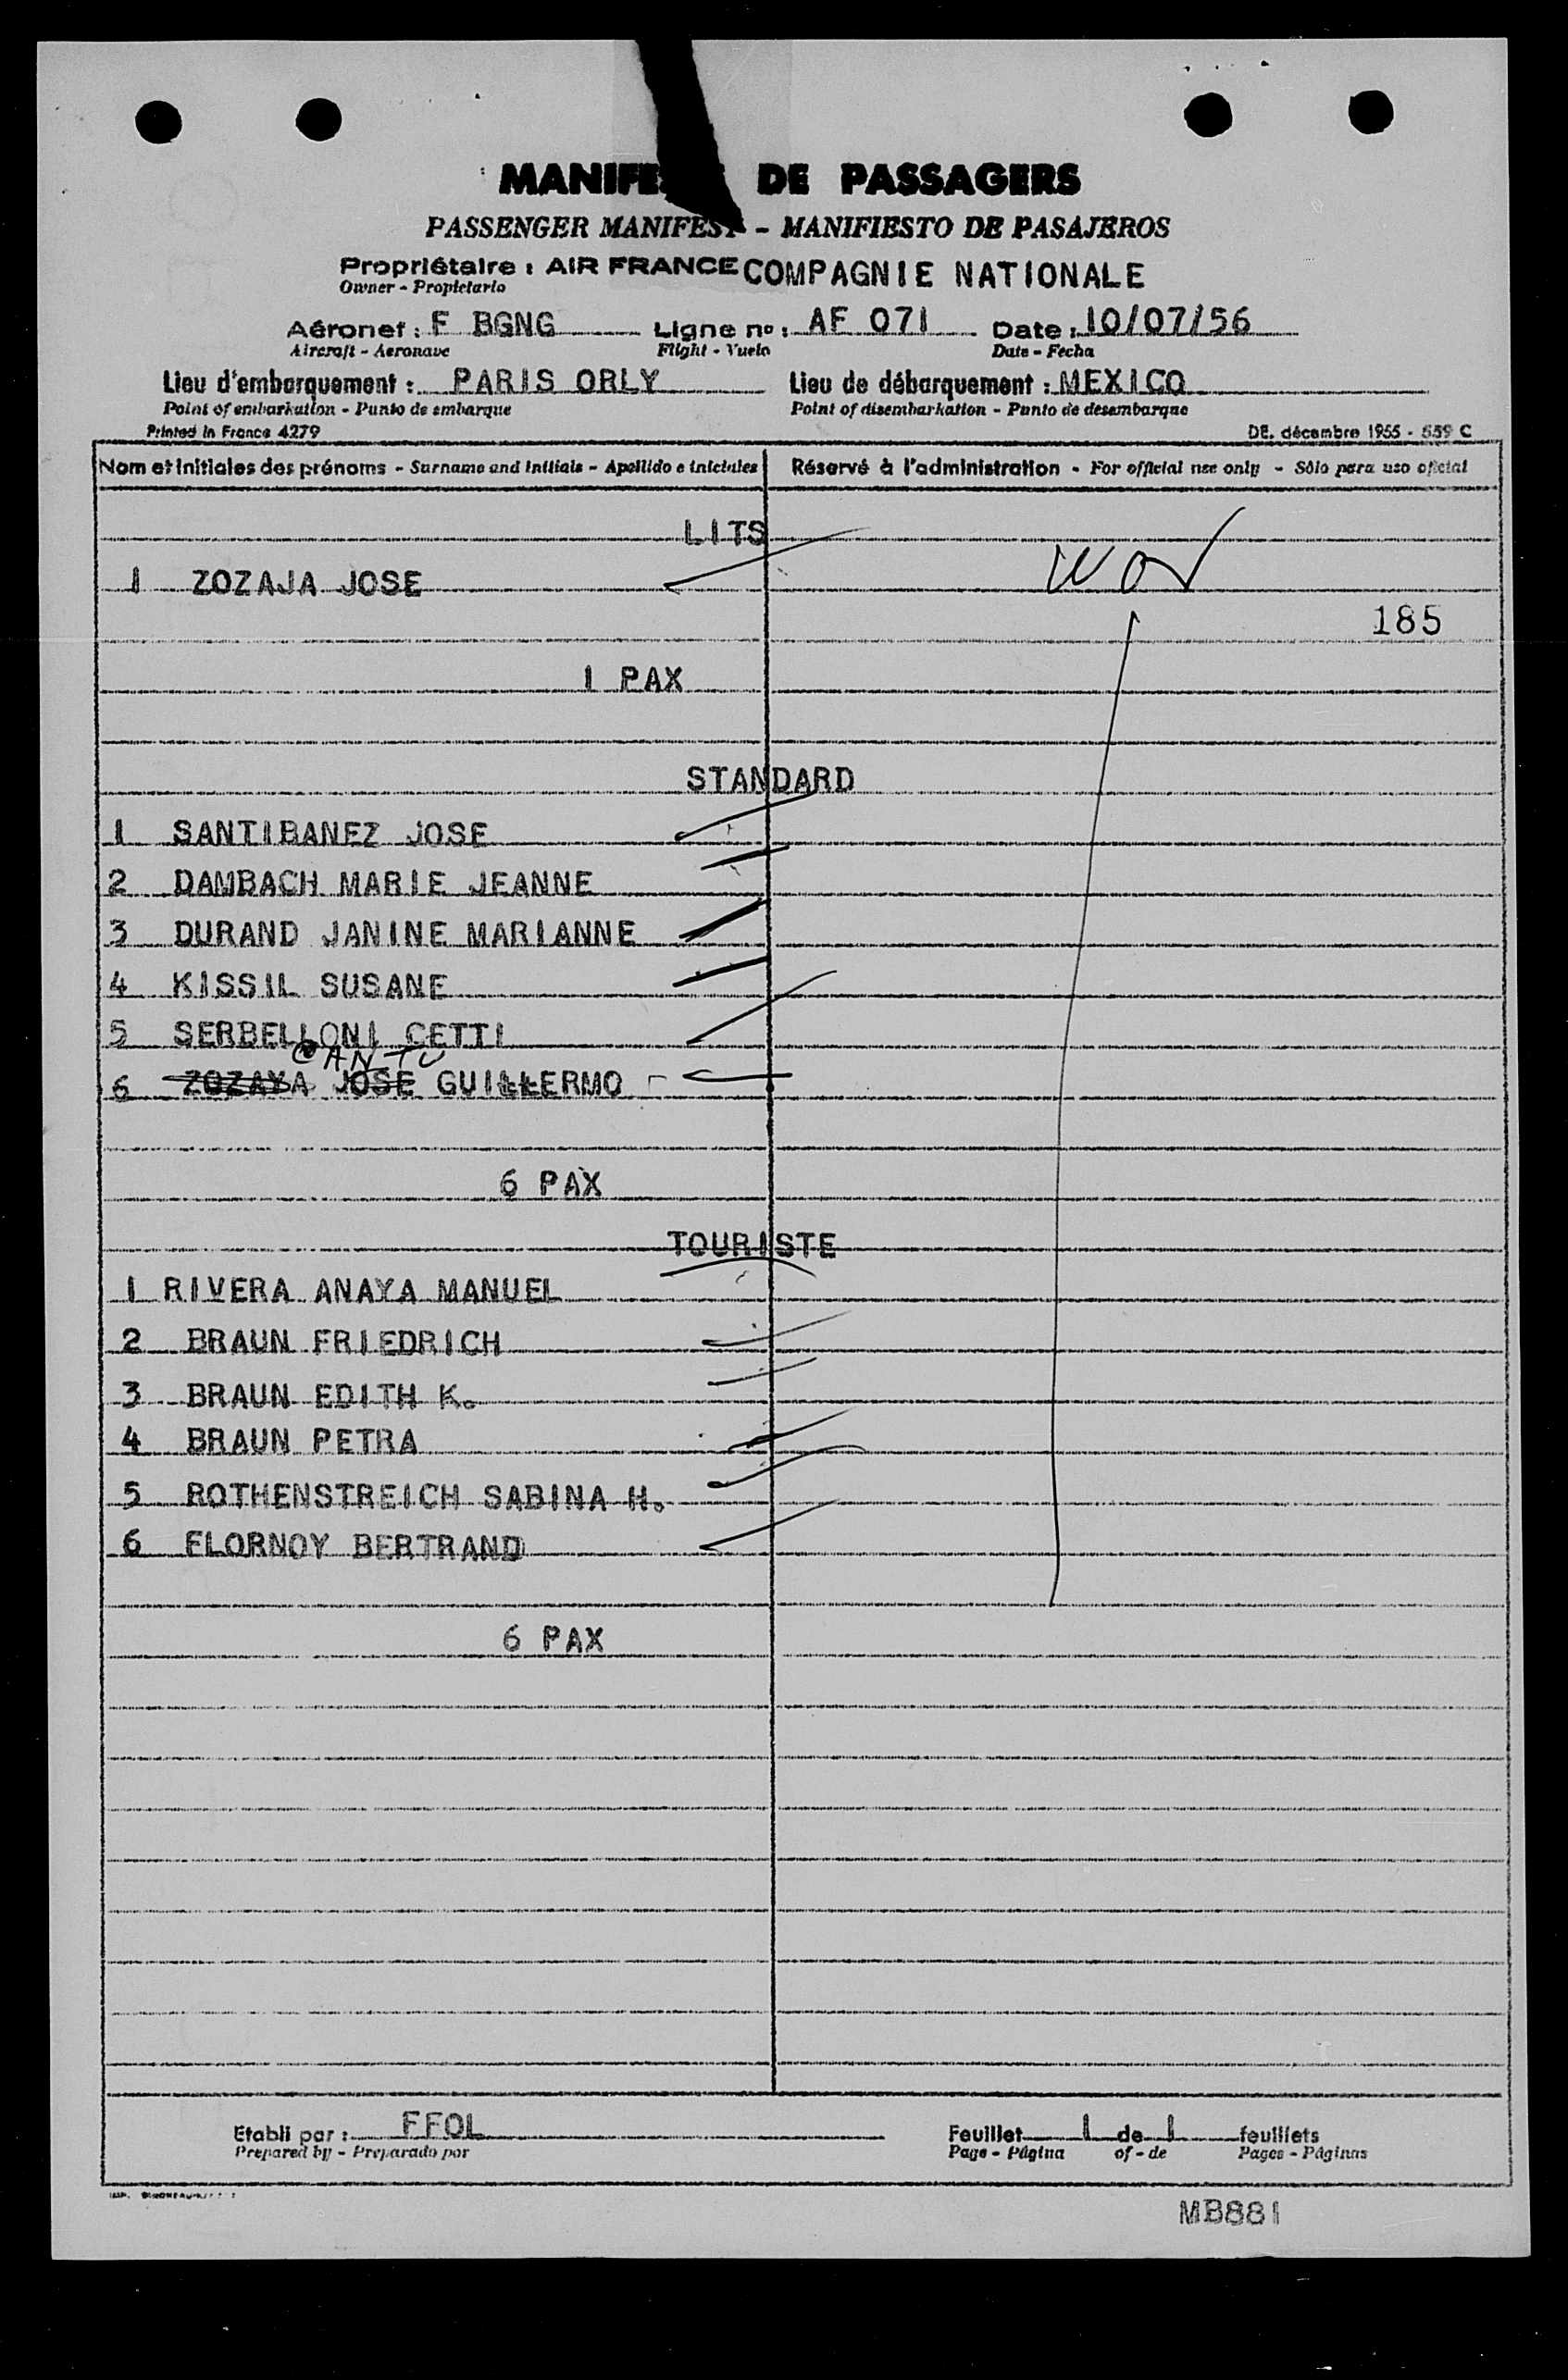 MANIFE DE PASSAGERS
PASSENGER MANIFEST - MANIFIESTO DE PASAJEROS
Propriétaire : AIR FRANCE COMPAGNIE NATIONALE
Owner - Propietario
Aéronef : F BGNG Ligne nº : AF 071 Date : 10/07/56
Aircraft - Aeronave Flight - Vuelo Date - Fecha
Lieu d'embarquement : PARIS ORLY Lieu de débarquement : MEXICO
Point of embarkation - Punto de embarque Point of disembarkation - Punto de desembarque
Printed in France 4279 DE. décembre 1955 - 559 C
Nom et initiales des prénoms - Surname and initials - Apellido e iniciales Réservé à l'administration - For official use only - Sólo para uso oficial
LITS
1 ZOZAJA JOSE
185
1 PAX
STANDARD
1 SANTIBANEZ JOSE
2 DAMBACH MARIE JEANNE
3 DURAND JANINE MARIANNE
4 KISSIL SUSANE
5 SERBELLONI CETTI
CANTU
6 ZOZAYA JOSE GUILLERMO
6 PAX
TOURISTE
1 RIVERA ANAYA MANUEL
2 BRAUN FRIEDRICH
3 BRAUN EDITH K.
4 BRAUN PETRA
5 ROTHENSTREICH SABINA H.
6 FLORNOY BERTRAND
6 PAX
Etabli par : FFOL Feuillet 1 de 1 feuillets
Prepared by - Preparado por Page - Página of - de Pages - Páginas
MB881